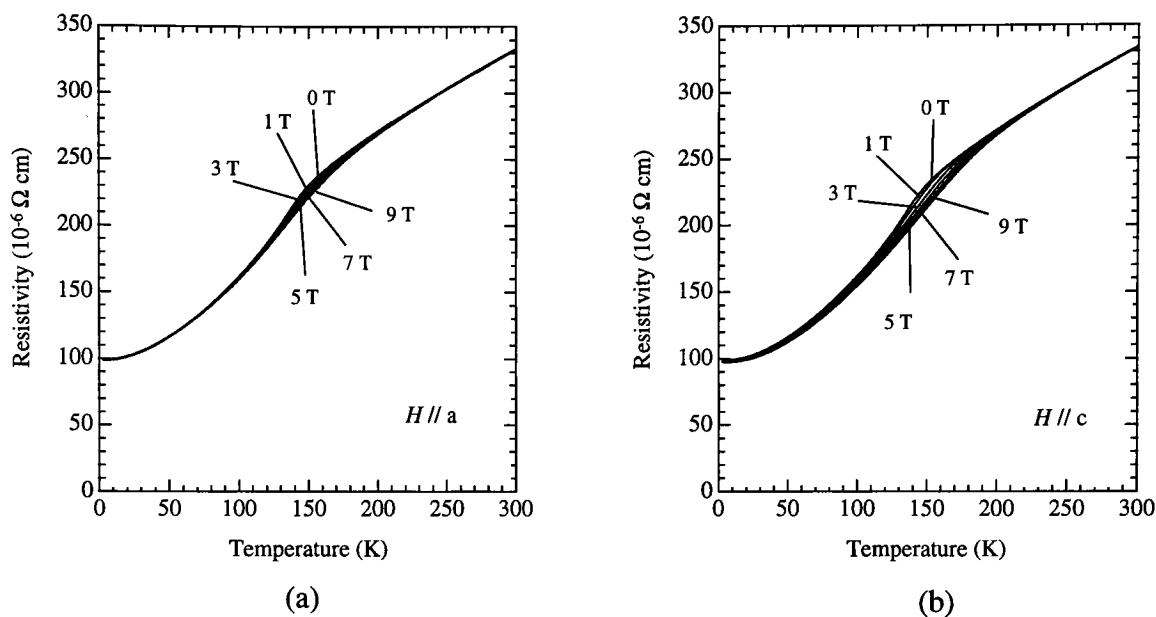 350
300
250
200
150
100
50
0
Resistivity (10⁻⁶ Ω cm)
0 T
1 T
3 T
9 T
7 T
5 T
H // a
0 50 100 150 200 250 300
Temperature (K)
(a)
350
300
250
200
150
100
50
0
Resistivity (10⁻⁶ Ω cm)
0 T
1 T
3 T
9 T
7 T
5 T
H // c
0 50 100 150 200 250 300
Temperature (K)
(b)